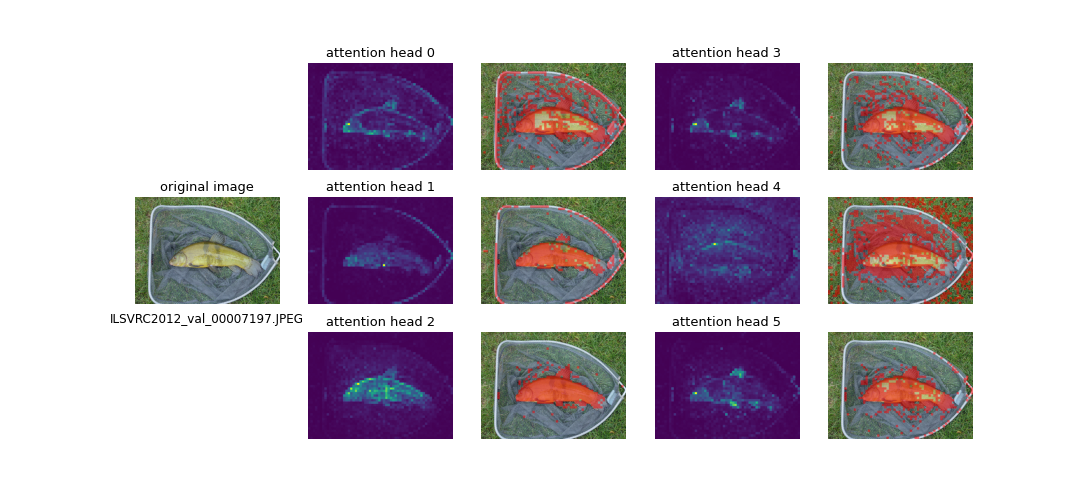 attention head 0
attention head 3
original image
attention head 1
attention head 4
ILSVRC2012_val_00007197.JPEG
attention head 2
attention head 5